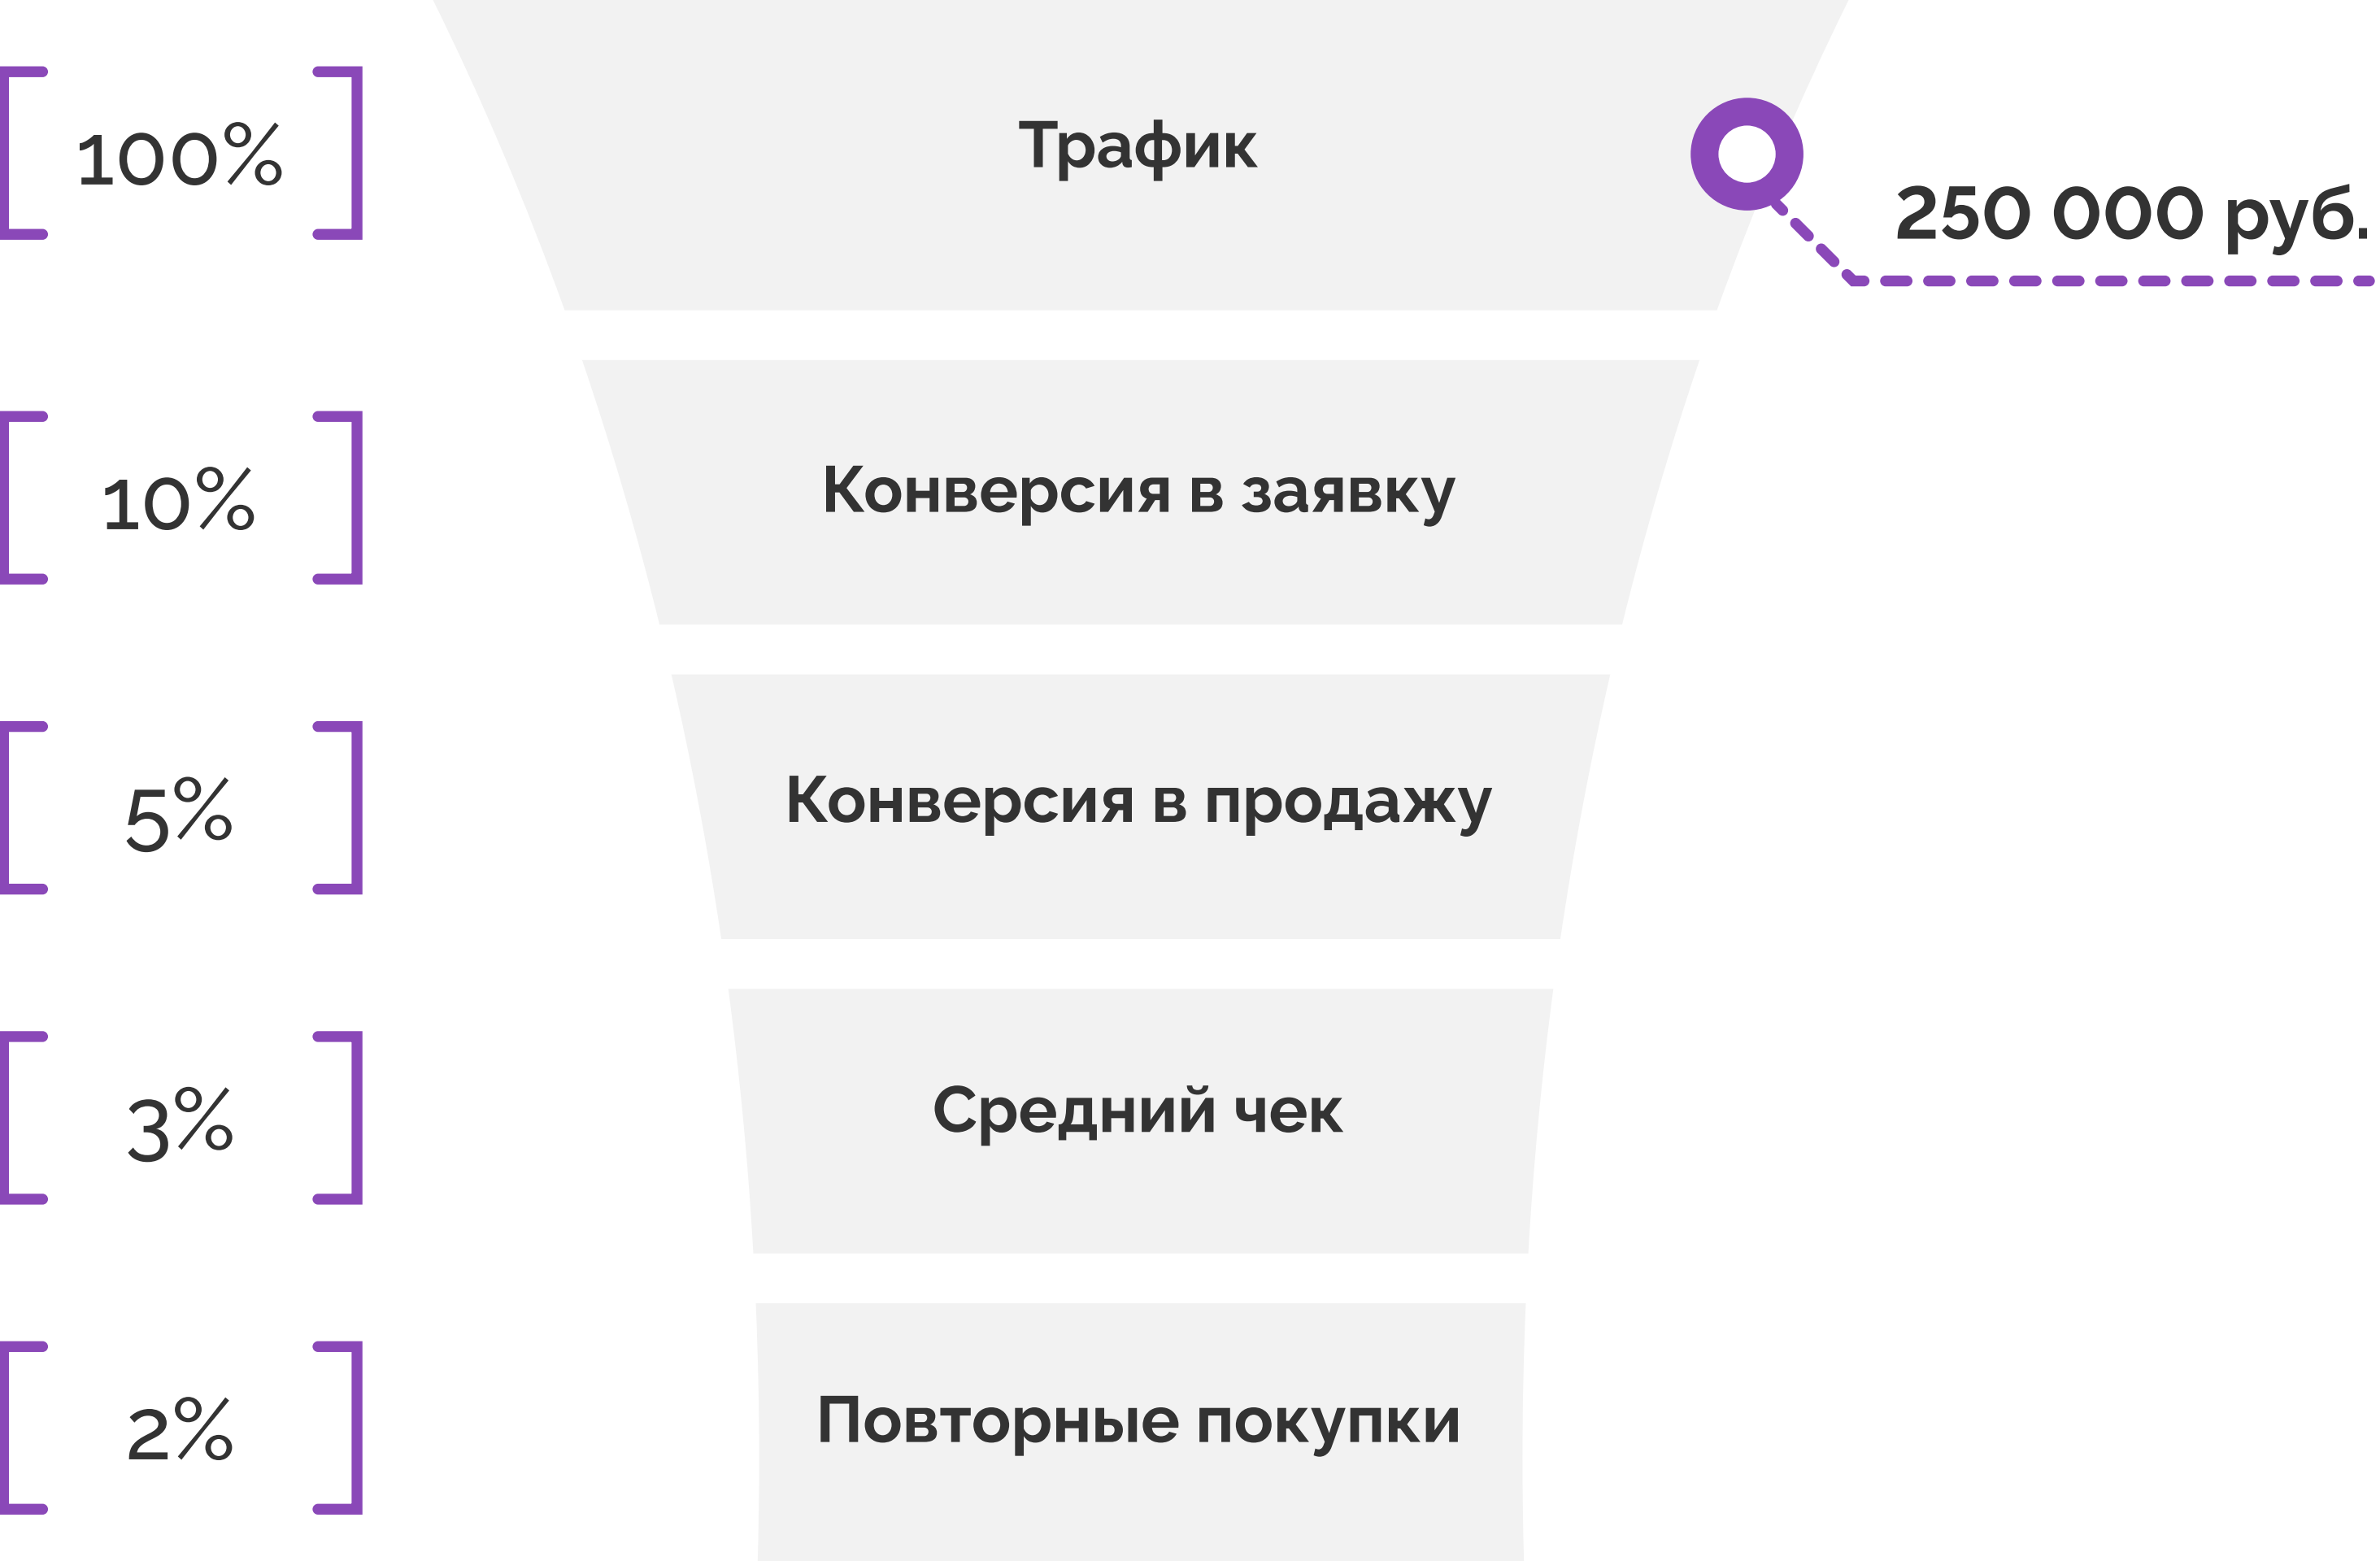 100%
Трафик
250 000 руб.
10%
Конверсия в заявку
5%
Конверсия в продажу
3%
Средний чек
2%
Повторные покупки